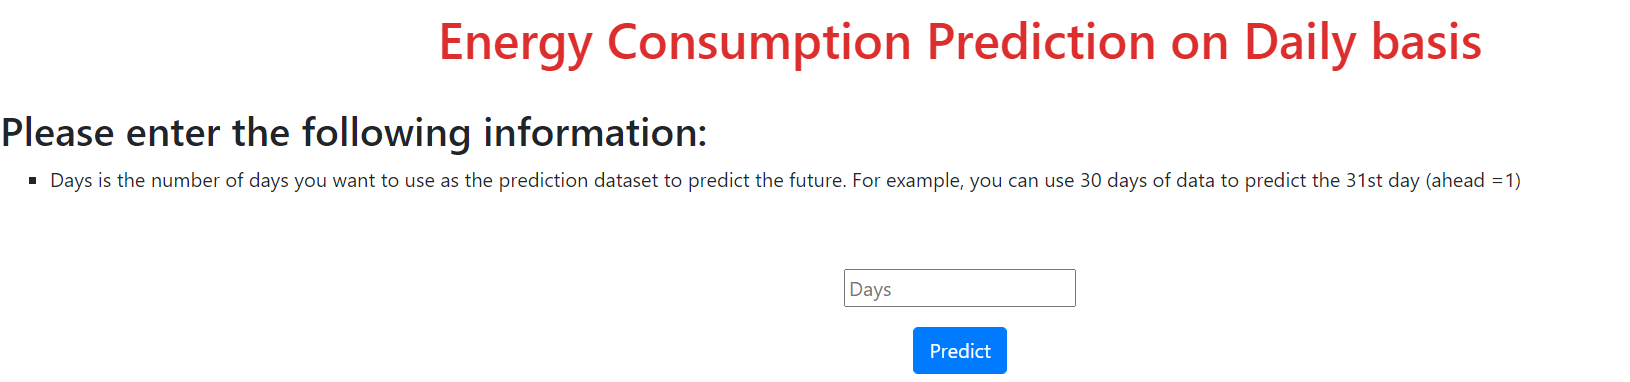 Energy Consumption Prediction on Daily basis
Please enter the following information:
Days is the number of days you want to use as the prediction dataset to predict the future. For example, you can use 30 days of data to predict the 31st day (ahead =1)
Days
Predict